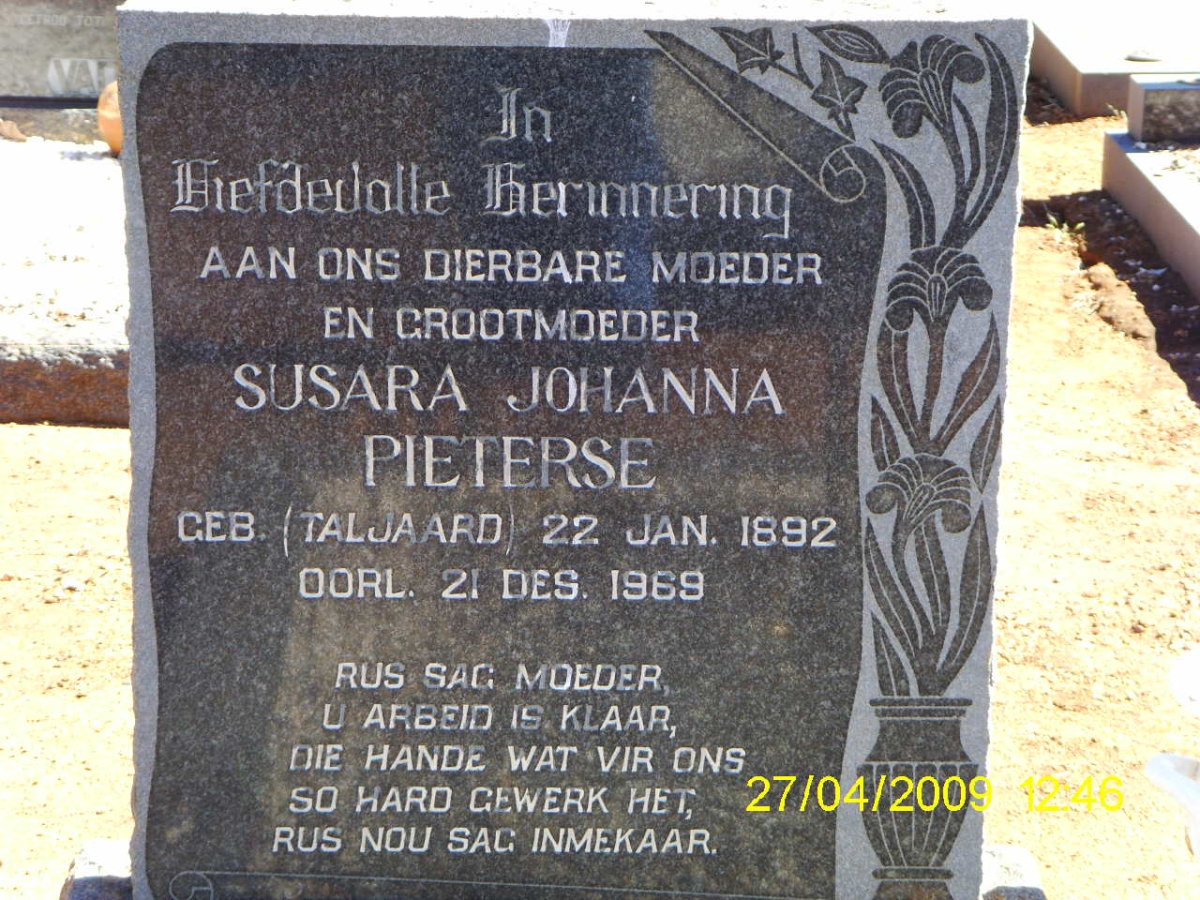 In
Liefdevolle Herinnering
AAN ONS DIERBARE MOEDER
EN GROOTMOEDER
SUSARA JOHANNA
PIETERSE
GEB. (TALJAARD) 22 JAN. 1892
OORL. 21 DES. 1969
RUS SAG MOEDER,
U ARBEID IS KLAAR,
DIE HANDE WAT VIR ONS
SO HARD GEWERK HET,
RUS NOU SAG INMEKAAR.
27/04/2009 12:46